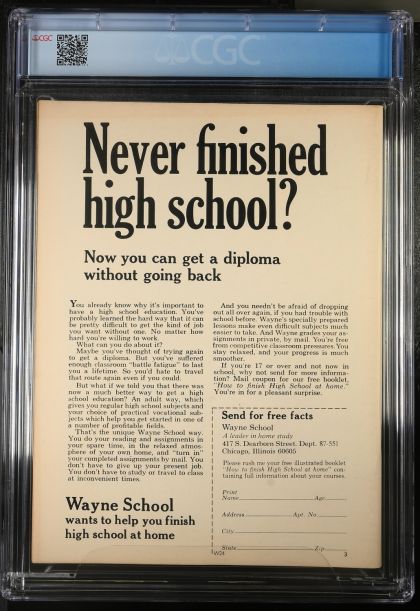 CGC
CGC
Never finished
high school?
Now you can get a diploma
without going back
You already know why it's important to
have a high school education. You've
probably learned the hard way that it can
be pretty difficult to get the kind of job
you want without one. No matter how
hard you're willing to work.
What can you do about it?
Maybe you've thought of trying again
to get a diploma. But you've suffered
enough classroom "battle fatigue" to last
you a lifetime. So you'd hate to travel
that route again even if you could.
But what if we told you that there was
now a much better way to get a high
school education? An adult way, which
gives you regular high school subjects and
your choice of practical vocational sub-
jects which help you get started in one of
a number of profitable fields.
That's the unique Wayne School way.
You do your reading and assignments in
your spare time, in the relaxed atmos-
phere of your own home, and "turn in"
your completed assignments by mail. You
don't have to give up your present job.
You don't have to study or travel to class
at inconvenient times.
Wayne School
wants to help you finish
high school at home
And you needn't be afraid of dropping
out all over again, if you had trouble with
school before. Wayne's specially prepared
lessons make even difficult subjects much
easier to take. And Wayne grades your as-
signments in private, by mail. You're free
from competitive classroom pressures. You
stay relaxed, and your progress is much
smoother.
If you're 17 or over and not now in
school, why not send for more informa-
tion? Mail coupon for our free booklet,
"How to finish High School at home."
You're in for a pleasant surprise.
Send for free facts
Wayne School
A leader in home study
417 S. Dearborn Street. Dept. 87-551
Chicago, Illinois 60605
Please rush me your free illustrated booklet
"How to finish High School at home" con-
taining full information about your courses.
Print
Name Age
Address Apt. No.
City
State Zip
W24 3